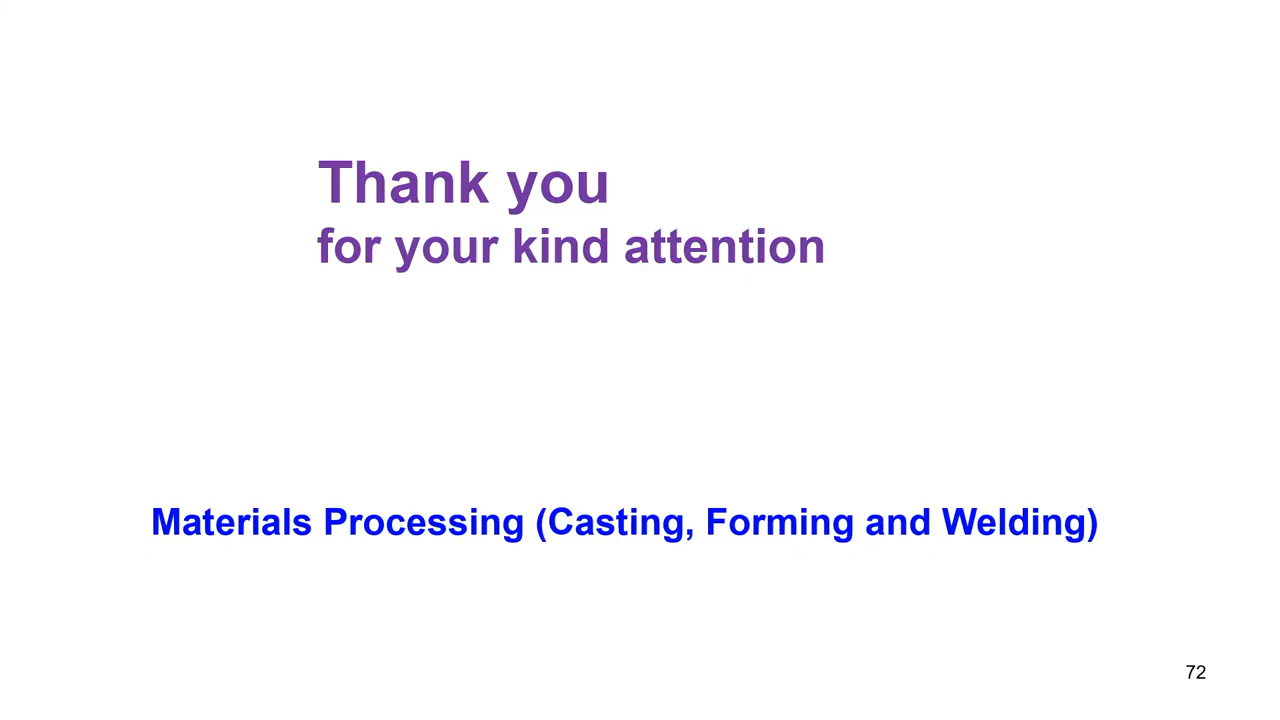 Thank you
for your kind attention
Materials Processing (Casting, Forming and Welding)
72